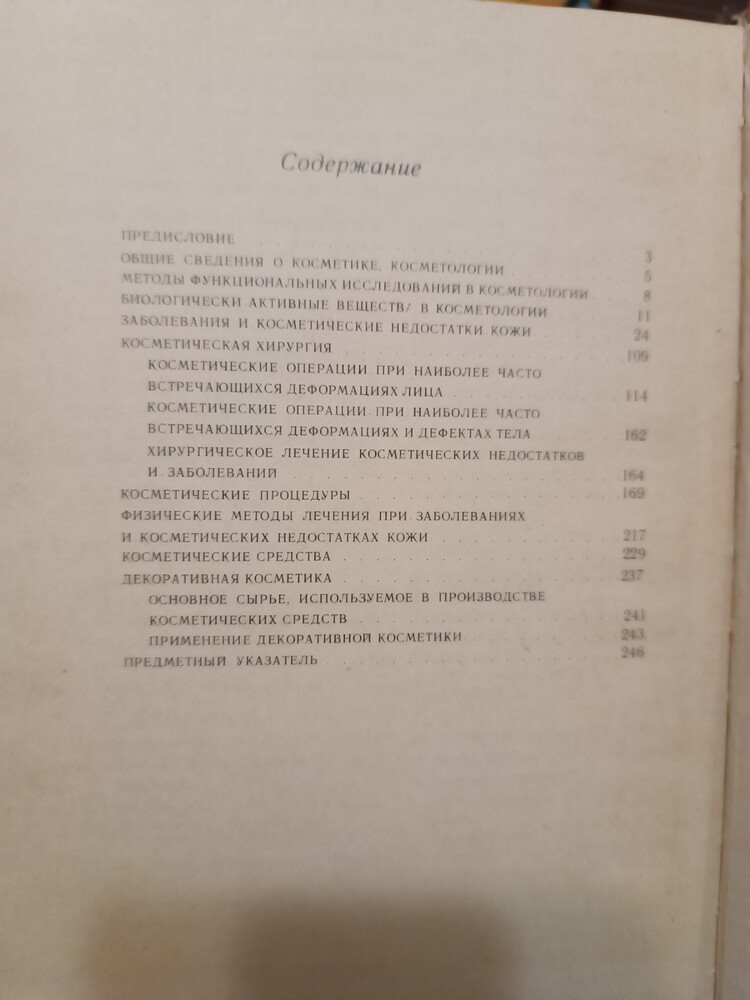 Содержание
ПРЕДИСЛОВИЕ . . . . . . . . . . . . . . . . . . 3
ОБЩИЕ СВЕДЕНИЯ О КОСМЕТИКЕ, КОСМЕТОЛОГИИ . . . . . 5
МЕТОДЫ ФУНКЦИОНАЛЬНЫХ ИССЛЕДОВАНИЙ В КОСМЕТОЛОГИИ . . 8
БИОЛОГИЧЕСКИ АКТИВНЫЕ ВЕЩЕСТВ/ В КОСМЕТОЛОГИИ . . . . 11
ЗАБОЛЕВАНИЯ И КОСМЕТИЧЕСКИЕ НЕДОСТАТКИ КОЖИ . . . . 24
КОСМЕТИЧЕСКАЯ ХИРУРГИЯ . . . . . . . . . . . . . 109
КОСМЕТИЧЕСКИЕ ОПЕРАЦИИ ПРИ НАИБОЛЕЕ ЧАСТО
ВСТРЕЧАЮЩИХСЯ ДЕФОРМАЦИЯХ ЛИЦА . . . . . . . . 114
КОСМЕТИЧЕСКИЕ ОПЕРАЦИИ ПРИ НАИБОЛЕЕ ЧАСТО
ВСТРЕЧАЮЩИХСЯ ДЕФОРМАЦИЯХ И ДЕФЕКТАХ ТЕЛА . . . . 162
ХИРУРГИЧЕСКОЕ ЛЕЧЕНИЕ КОСМЕТИЧЕСКИХ НЕДОСТАТКОВ
И ЗАБОЛЕВАНИЙ . . . . . . . . . . . . . . . 164
КОСМЕТИЧЕСКИЕ ПРОЦЕДУРЫ . . . . . . . . . . . . 169
ФИЗИЧЕСКИЕ МЕТОДЫ ЛЕЧЕНИЯ ПРИ ЗАБОЛЕВАНИЯХ
И КОСМЕТИЧЕСКИХ НЕДОСТАТКАХ КОЖИ . . . . . . . . 217
КОСМЕТИЧЕСКИЕ СРЕДСТВА . . . . . . . . . . . . . 229
ДЕКОРАТИВНАЯ КОСМЕТИКА . . . . . . . . . . . . . 237
ОСНОВНОЕ СЫРЬЕ, ИСПОЛЬЗУЕМОЕ В ПРОИЗВОДСТВЕ
КОСМЕТИЧЕСКИХ СРЕДСТВ . . . . . . . . . . . . 241
ПРИМЕНЕНИЕ ДЕКОРАТИВНОЙ КОСМЕТИКИ . . . . . . . 243
ПРЕДМЕТНЫЙ УКАЗАТЕЛЬ . . . . . . . . . . . . . . 246